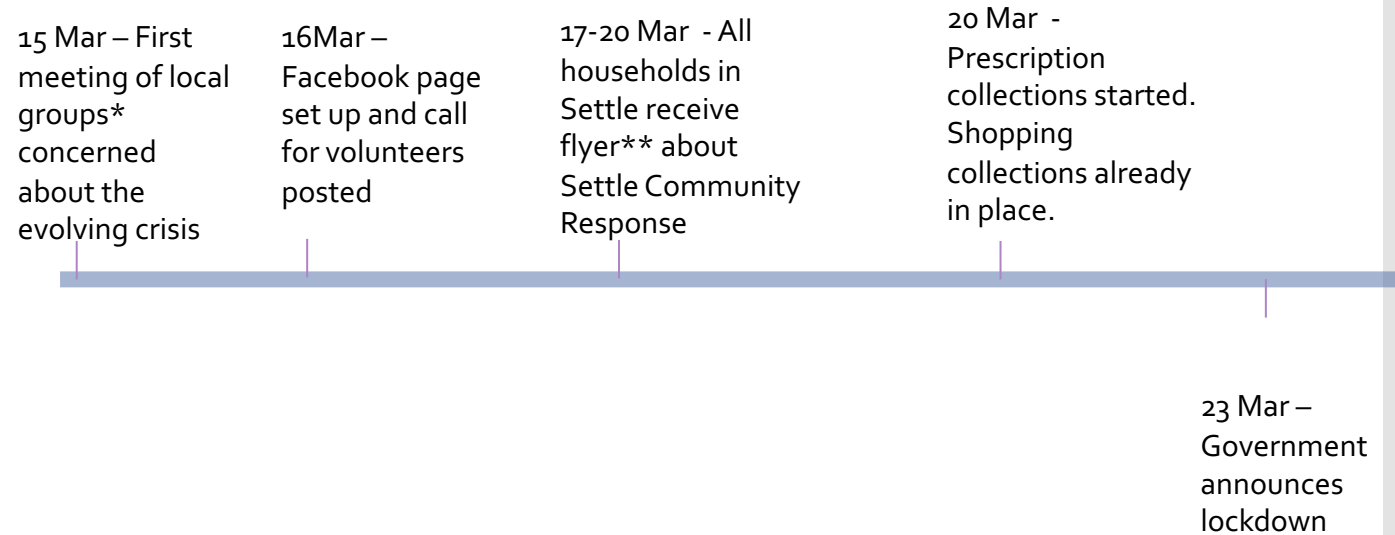 15 Mar – First
meeting of local
groups*
concerned
about the
evolving crisis
16Mar –
Facebook page
set up and call
for volunteers
posted
17-20 Mar  - All
households in
Settle receive
flyer** about
Settle Community
Response
20 Mar  -
Prescription
collections started.
Shopping
collections already
in place.
23 Mar –
Government
announces
lockdown